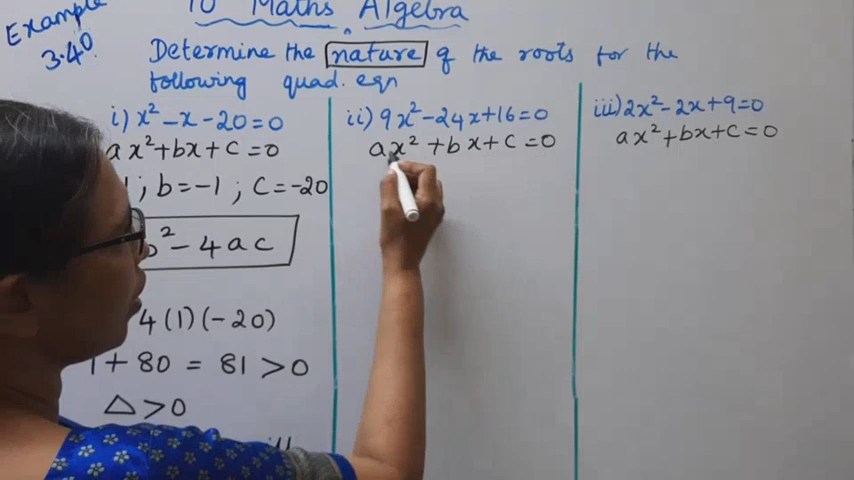 10 Maths Algebra
Example
3.40
Determine the nature of the roots for the
following quad. eqn
i) x² - x - 20 = 0
ax² + bx + c = 0
1 ; b = -1 ; c = -20
b² - 4ac
4(1)(-20)
1 + 80 = 81 > 0
△ > 0
ii) 9x² - 24x + 16 = 0
ax² + bx + c = 0
iii) 2x² - 2x + 9 = 0
ax² + bx + c = 0